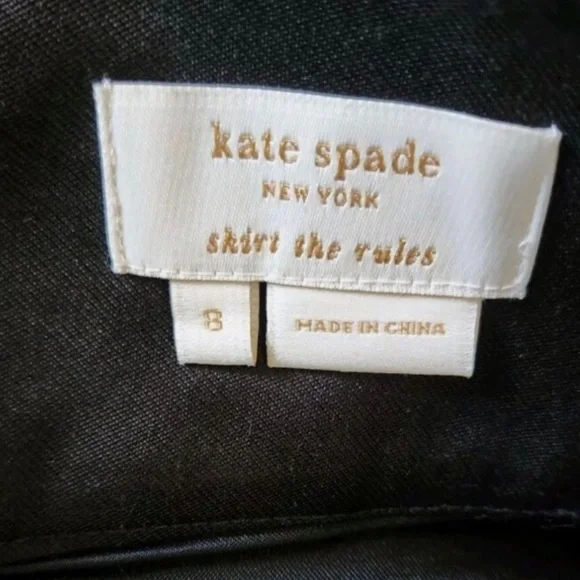 kate spade
NEW YORK
skirt the rules
8
MADE IN CHINA